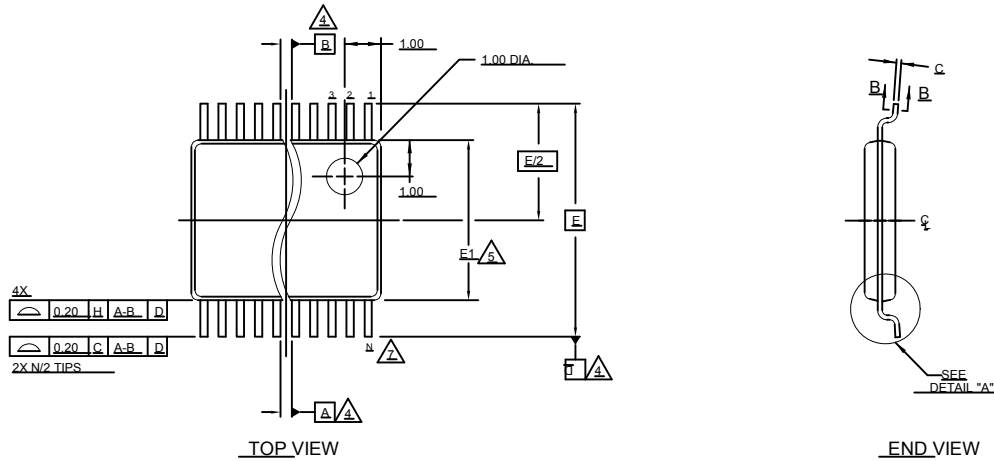 4
B
1.00
1.00 DIA.
3 2 1
E/2
1.00
E
E1 5
4X
0.20 H A-B D
0.20 C A-B D
2X N/2 TIPS
N
7
4
A 4
TOP VIEW
C
B B
C
L
SEE
DETAIL "A"
END VIEW